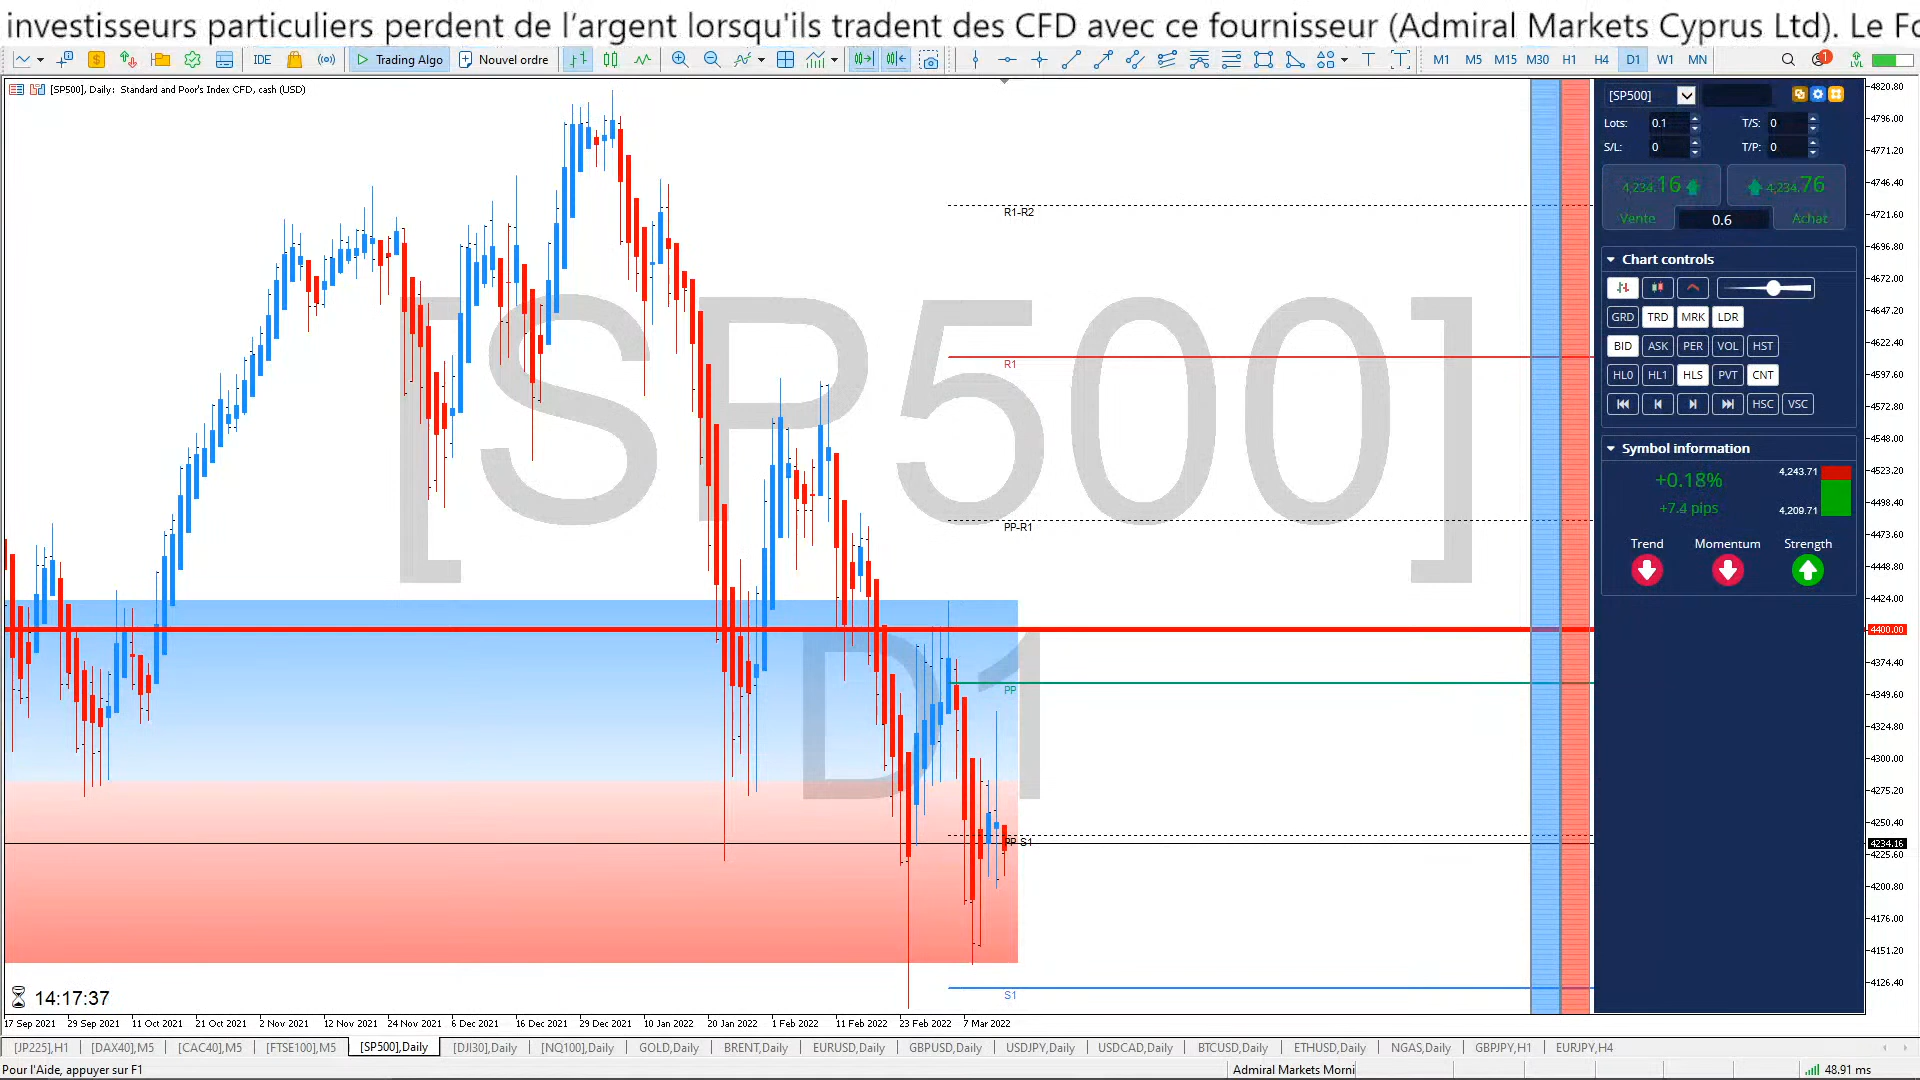 investisseurs particuliers perdent de l’argent lorsqu'ils tradent des CFD avec ce fournisseur (Admiral Markets Cyprus Ltd). Le Fo
IDE Trading Algo Nouvel ordre M1 M5 M15 M30 H1 H4 D1 W1 MN 1 LVL
[SP500], Daily: Standard and Poor's Index CFD, cash (USD)
[SP500]
D1
R1-R2
R1
PP-R1
PP
PP-S1
S1
14:17:37
4820.80
4796.00
4771.20
4746.40
4721.60
4696.80
4672.00
4647.20
4622.40
4597.60
4572.80
4548.00
4523.20
4498.40
4473.60
4448.80
4424.00
4400.00
4374.40
4349.60
4324.80
4300.00
4275.20
4250.40
4234.16
4225.60
4200.80
4176.00
4151.20
4126.40
17 Sep 2021 29 Sep 2021 11 Oct 2021 21 Oct 2021 2 Nov 2021 12 Nov 2021 24 Nov 2021 6 Dec 2021 16 Dec 2021 29 Dec 2021 10 Jan 2022 20 Jan 2022 1 Feb 2022 11 Feb 2022 23 Feb 2022 7 Mar 2022
[SP500]
Lots: 0.1 T/S: 0
S/L: 0 T/P: 0
4,234.16 4,234.76
Vente 0.6 Achat
Chart controls
GRD TRD MRK LDR
BID ASK PER VOL HST
HL0 HL1 HLS PVT CNT
HSC VSC
Symbol information
+0.18% 4,243.71
+7.4 pips 4,209.71
Trend Momentum Strength
[JP225],H1 [DAX40],M5 [CAC40],M5 [FTSE100],M5 [SP500],Daily [DJI30],Daily [NQ100],Daily GOLD,Daily BRENT,Daily EURUSD,Daily GBPUSD,Daily USDJPY,Daily USDCAD,Daily BTCUSD,Daily ETHUSD,Daily NGAS,Daily GBPJPY,H1 EURJPY,H4
Pour l'Aide, appuyer sur F1 Admiral Markets Morni 48.91 ms